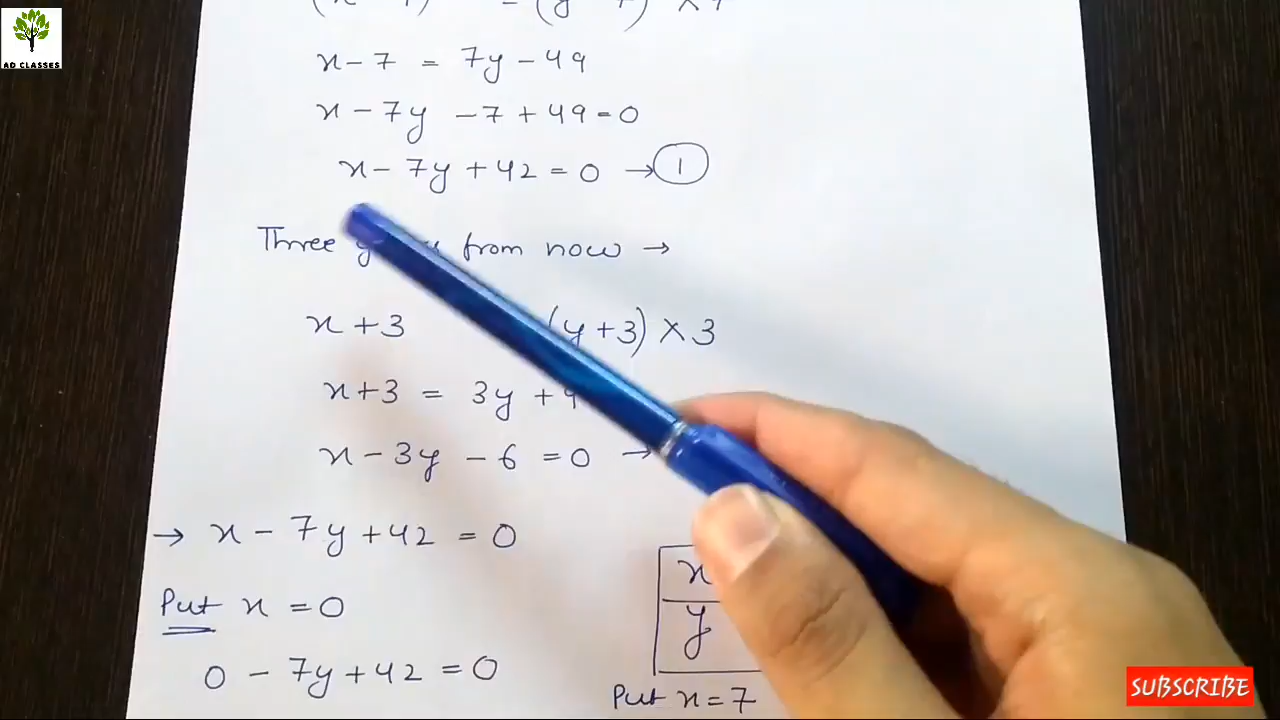 AD CLASSES
x - 7 = 7y - 49
x - 7y - 7 + 49 = 0
x - 7y + 42 = 0 → 1
Three from now →
x + 3 (y + 3) × 3
x + 3 = 3y +
x - 3y - 6 = 0 →
→ x - 7y + 42 = 0
Put x = 0
x
y
0 - 7y + 42 = 0
Put x = 7
SUBSCRIBE